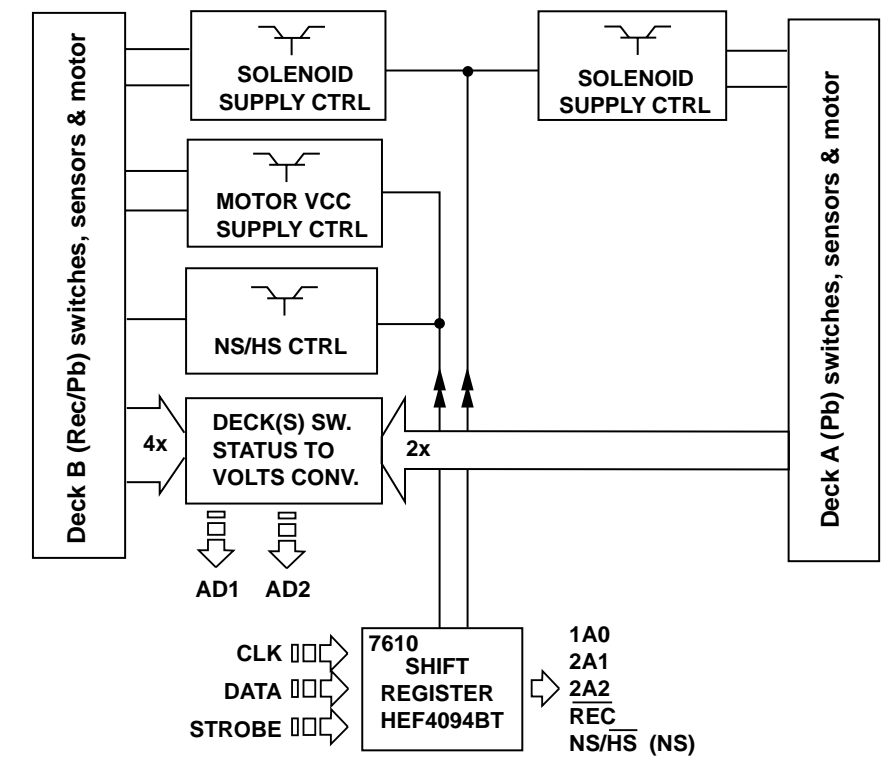 Deck B (Rec/Pb) switches, sensors & motor
SOLENOID
SUPPLY CTRL
SOLENOID
SUPPLY CTRL
Deck A (Pb) switches, sensors & motor
MOTOR VCC
SUPPLY CTRL
NS/HS CTRL
4x
DECK(S) SW.
STATUS TO
VOLTS CONV.
2x
AD1
AD2
CLK
DATA
STROBE
7610
SHIFT
REGISTER
HEF4094BT
1A0
2A1
2A2
REC
NS/HS (NS)